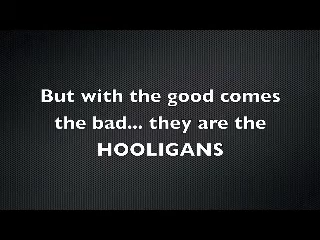 But with the good comes
the bad... they are the
HOOLIGANS